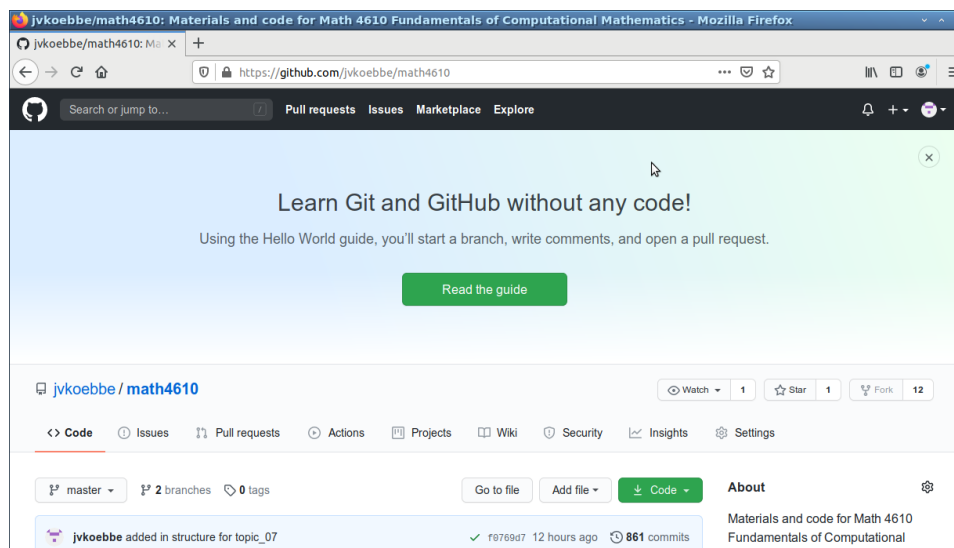 jvkoebbe/math4610: Materials and code for Math 4610 Fundamentals of Computational Mathematics - Mozilla Firefox
jvkoebbe/math4610: Ma
https://github.com/jvkoebbe/math4610
Search or jump to... / Pull requests Issues Marketplace Explore
Learn Git and GitHub without any code!
Using the Hello World guide, you'll start a branch, write comments, and open a pull request.
Read the guide
jvkoebbe / math4610 Watch 1 Star 1 Fork 12
<> Code Issues Pull requests Actions Projects Wiki Security Insights Settings
master 2 branches 0 tags Go to file Add file Code About
Materials and code for Math 4610
jvkoebbe added in structure for topic_07 f0769d7 12 hours ago 861 commits Fundamentals of Computational